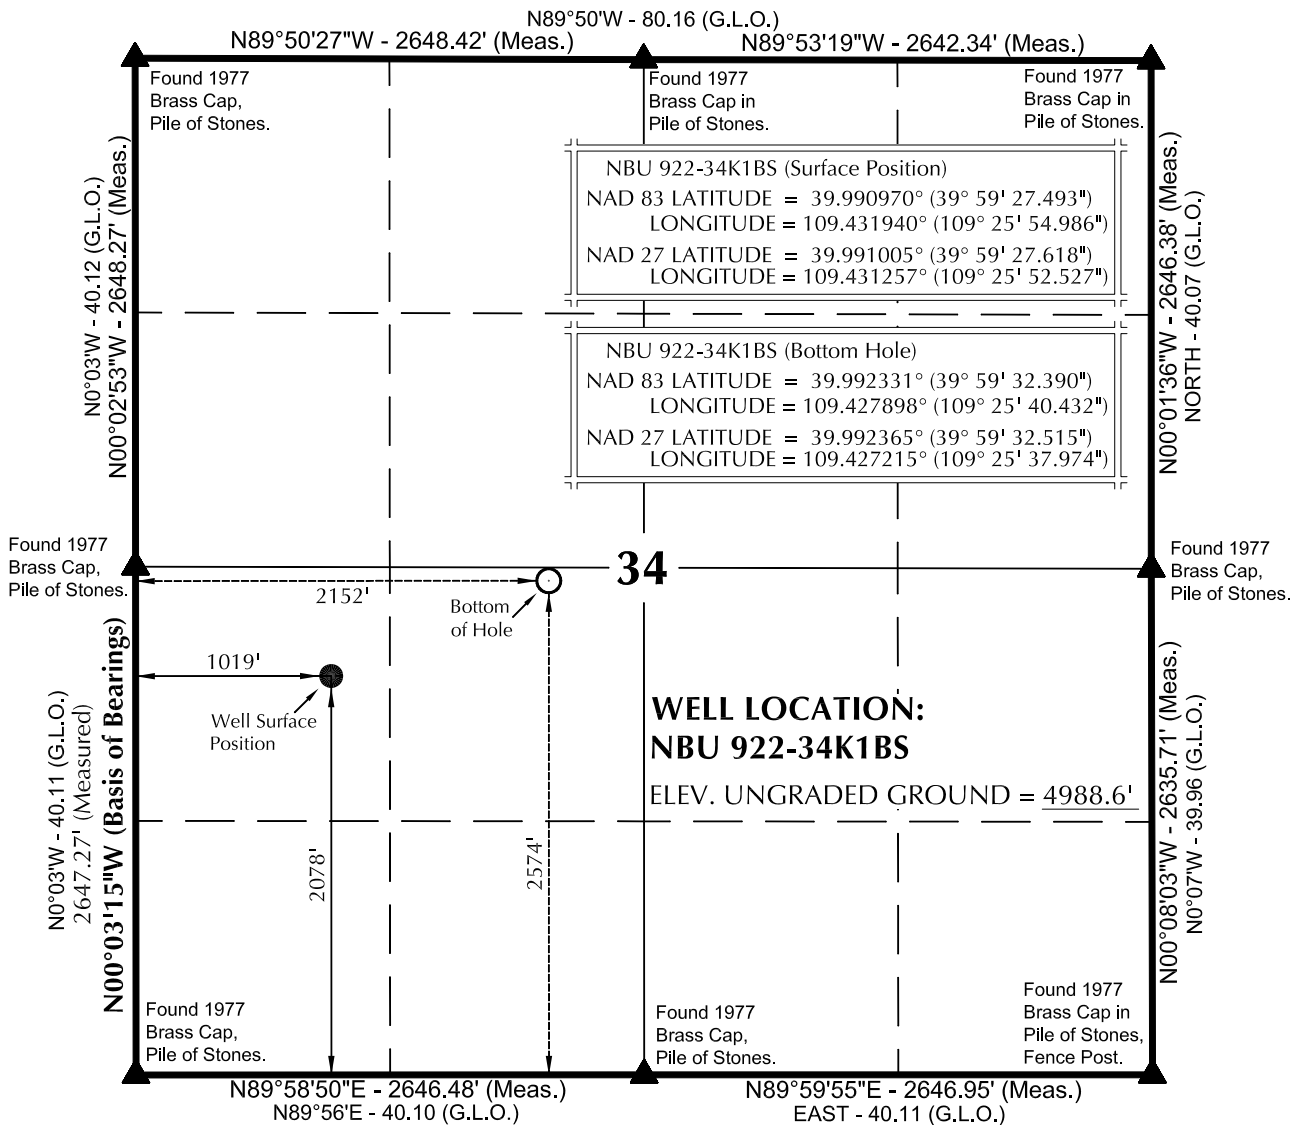 N89°50'W - 80.16 (G.L.O.)
N89°50'27"W - 2648.42' (Meas.)
N89°53'19"W - 2642.34' (Meas.)
Found 1977
Brass Cap,
Pile of Stones.
Found 1977
Brass Cap in
Pile of Stones.
Found 1977
Brass Cap in
Pile of Stones.
NBU 922-34K1BS (Surface Position)
NAD 83 LATITUDE = 39.990970° (39° 59' 27.493")
LONGITUDE = 109.431940° (109° 25' 54.986")
NAD 27 LATITUDE = 39.991005° (39° 59' 27.618")
LONGITUDE = 109.431257° (109° 25' 52.527")
NBU 922-34K1BS (Bottom Hole)
NAD 83 LATITUDE = 39.992331° (39° 59' 32.390")
LONGITUDE = 109.427898° (109° 25' 40.432")
NAD 27 LATITUDE = 39.992365° (39° 59' 32.515")
LONGITUDE = 109.427215° (109° 25' 37.974")
N0°03'W - 40.12 (G.L.O.)
N00°02'53"W - 2648.27' (Meas.)
N00°01'36"W - 2646.38' (Meas.)
NORTH - 40.07 (G.L.O.)
Found 1977
Brass Cap,
Pile of Stones.
34
Found 1977
Brass Cap,
Pile of Stones.
2152'
Bottom
of Hole
1019'
Well Surface
Position
WELL LOCATION:
NBU 922-34K1BS
ELEV. UNGRADED GROUND = 4988.6'
2078'
2574'
N0°03'W - 40.11 (G.L.O.)
2647.27' (Measured)
N00°03'15"W (Basis of Bearings)
N00°08'03"W - 2635.71' (Meas.)
N0°07'W - 39.96 (G.L.O.)
Found 1977
Brass Cap,
Pile of Stones.
Found 1977
Brass Cap,
Pile of Stones.
Found 1977
Brass Cap in
Pile of Stones,
Fence Post.
N89°58'50"E - 2646.48' (Meas.)
N89°56'E - 40.10 (G.L.O.)
N89°59'55"E - 2646.95' (Meas.)
EAST - 40.11 (G.L.O.)